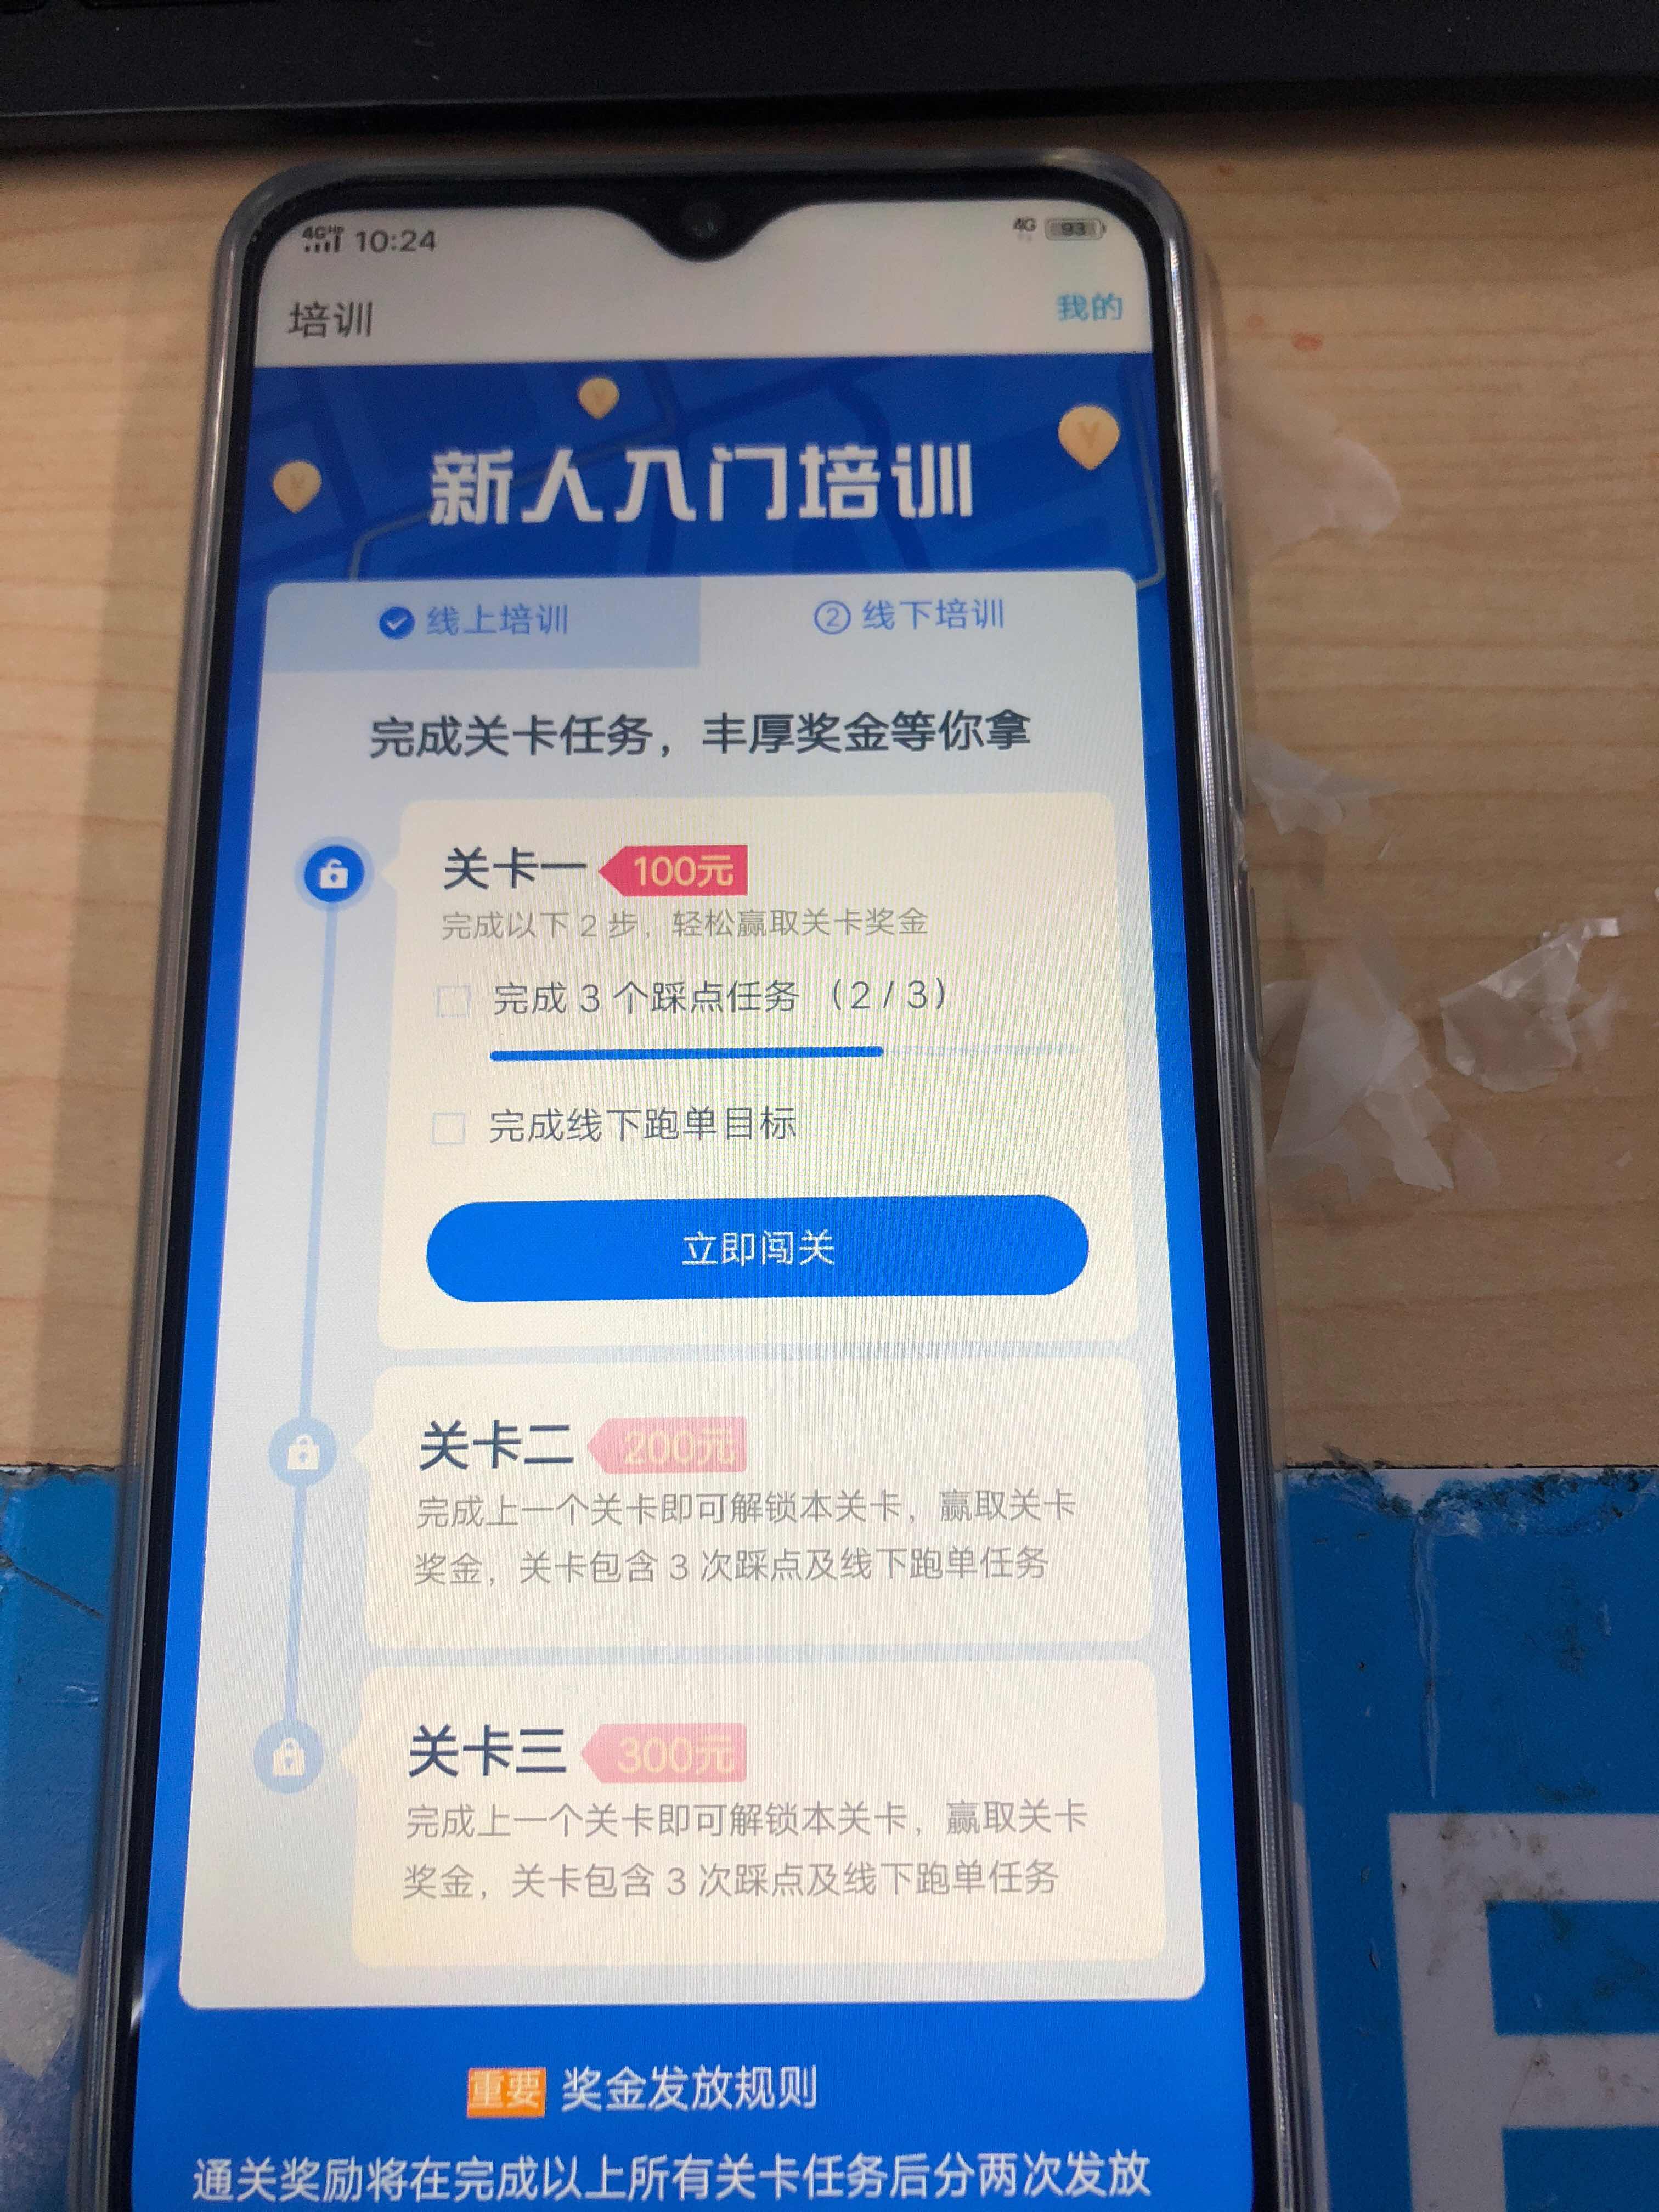 4GHD 10:24
4G 93
培训
我的
新人入门培训
线上培训
② 线下培训
完成关卡任务，丰厚奖金等你拿
关卡一 100元
完成以下 2 步，轻松赢取关卡奖金
完成 3 个踩点任务（2 / 3）
完成线下跑单目标
立即闯关
关卡二 200元
完成上一个关卡即可解锁本关卡，赢取关卡
奖金，关卡包含 3 次踩点及线下跑单任务
关卡三 300元
完成上一个关卡即可解锁本关卡，赢取关卡
奖金，关卡包含 3 次踩点及线下跑单任务
重要 奖金发放规则
通关奖励将在完成以上所有关卡任务后分两次发放